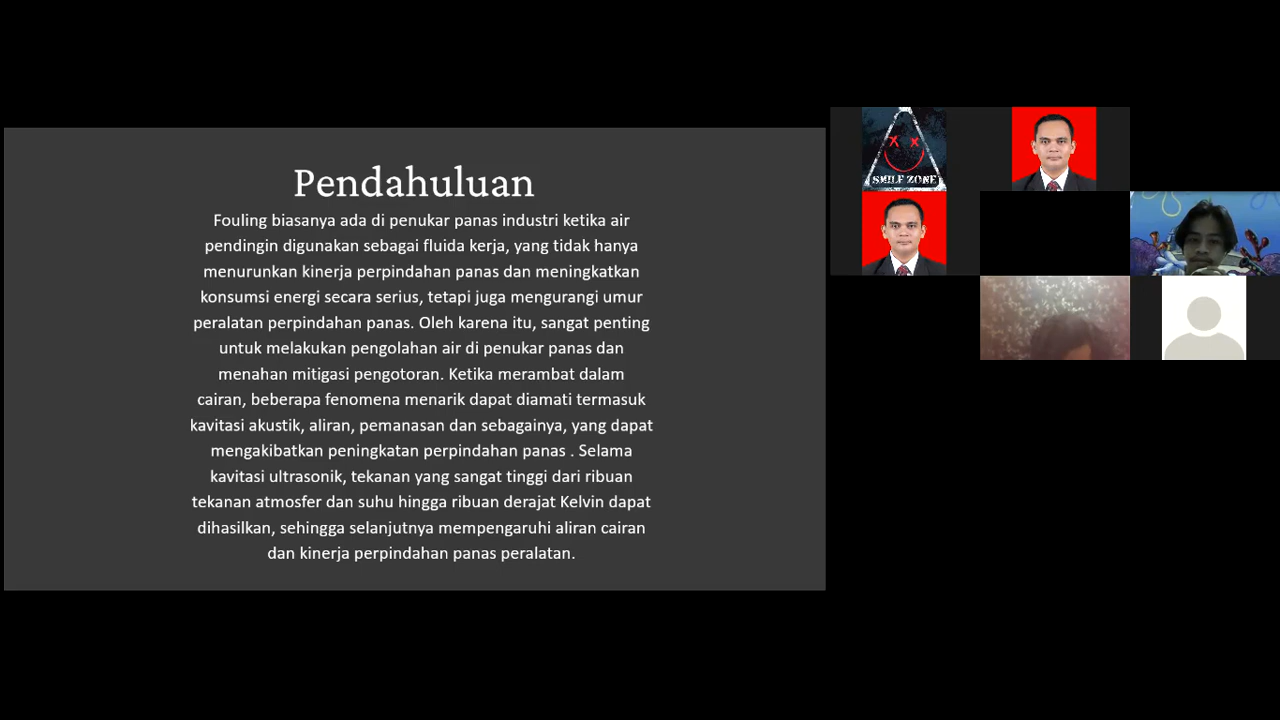 Pendahuluan
Fouling biasanya ada di penukar panas industri ketika air
pendingin digunakan sebagai fluida kerja, yang tidak hanya
menurunkan kinerja perpindahan panas dan meningkatkan
konsumsi energi secara serius, tetapi juga mengurangi umur
peralatan perpindahan panas. Oleh karena itu, sangat penting
untuk melakukan pengolahan air di penukar panas dan
menahan mitigasi pengotoran. Ketika merambat dalam
cairan, beberapa fenomena menarik dapat diamati termasuk
kavitasi akustik, aliran, pemanasan dan sebagainya, yang dapat
mengakibatkan peningkatan perpindahan panas . Selama
kavitasi ultrasonik, tekanan yang sangat tinggi dari ribuan
tekanan atmosfer dan suhu hingga ribuan derajat Kelvin dapat
dihasilkan, sehingga selanjutnya mempengaruhi aliran cairan
dan kinerja perpindahan panas peralatan.
SMILE ZONE